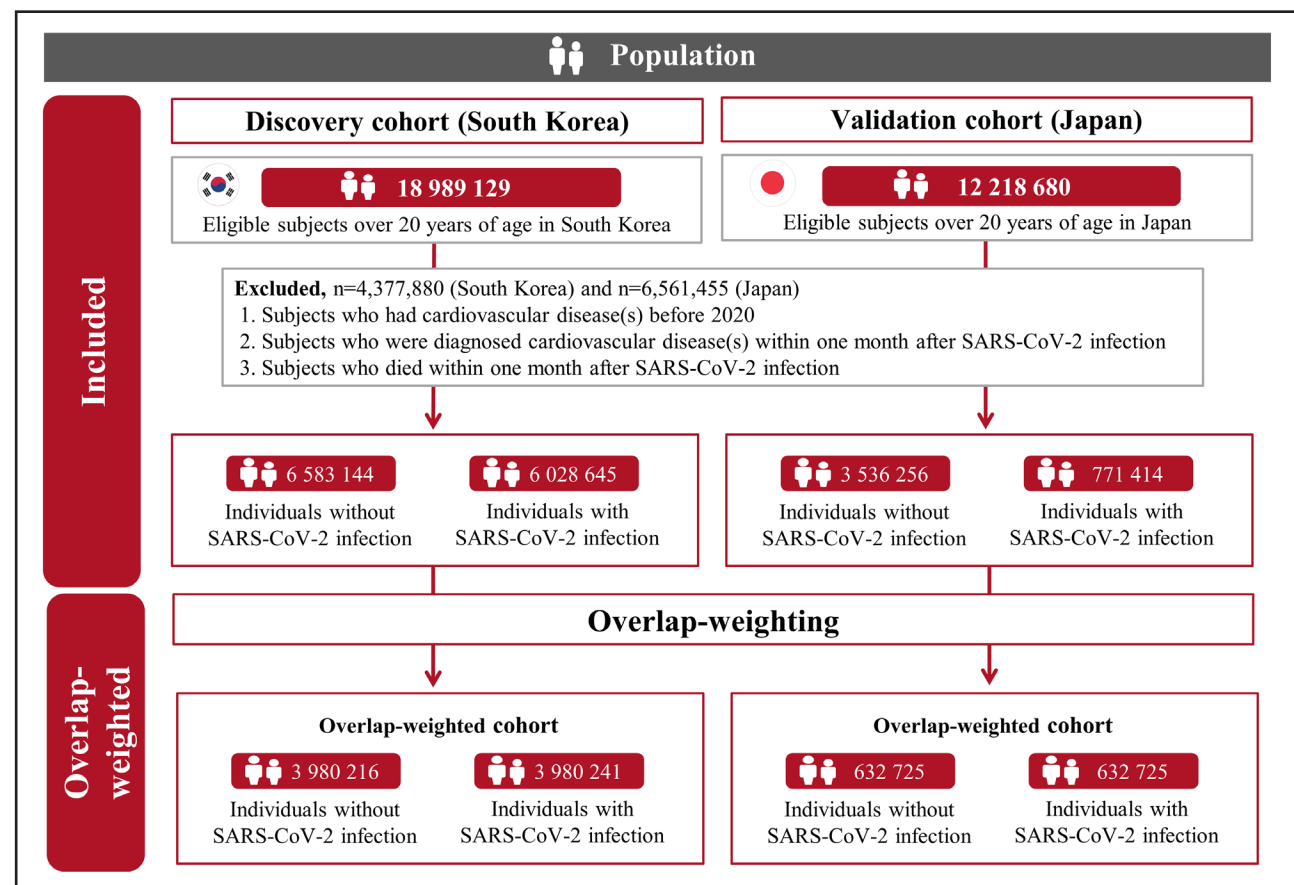 Population
Included
Discovery cohort (South Korea)
18 989 129
Eligible subjects over 20 years of age in South Korea
Validation cohort (Japan)
12 218 680
Eligible subjects over 20 years of age in Japan
Excluded, n=4,377,880 (South Korea) and n=6,561,455 (Japan)
1. Subjects who had cardiovascular disease(s) before 2020
2. Subjects who were diagnosed cardiovascular disease(s) within one month after SARS-CoV-2 infection
3. Subjects who died within one month after SARS-CoV-2 infection
6 583 144
Individuals without
SARS-CoV-2 infection
6 028 645
Individuals with
SARS-CoV-2 infection
3 536 256
Individuals without
SARS-CoV-2 infection
771 414
Individuals with
SARS-CoV-2 infection
Overlap-
weighted
Overlap-weighting
Overlap-weighted cohort
3 980 216
Individuals without
SARS-CoV-2 infection
3 980 241
Individuals with
SARS-CoV-2 infection
Overlap-weighted cohort
632 725
Individuals without
SARS-CoV-2 infection
632 725
Individuals with
SARS-CoV-2 infection